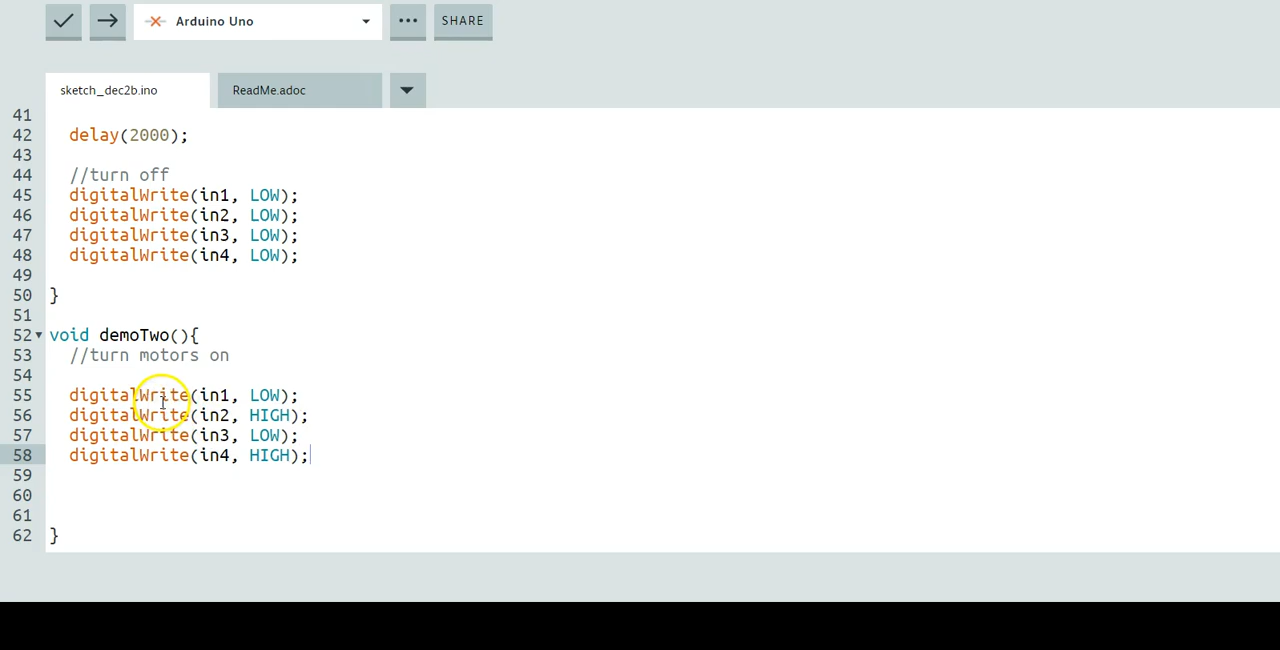 Arduino Uno
SHARE
sketch_dec2b.ino
ReadMe.adoc
41
42 delay(2000);
43
44 //turn off
45 digitalWrite(in1, LOW);
46 digitalWrite(in2, LOW);
47 digitalWrite(in3, LOW);
48 digitalWrite(in4, LOW);
49
50 }
51
52 void demoTwo(){
53 //turn motors on
54
55 digitalWrite(in1, LOW);
56 digitalWrite(in2, HIGH);
57 digitalWrite(in3, LOW);
58 digitalWrite(in4, HIGH);
59
60
61
62 }